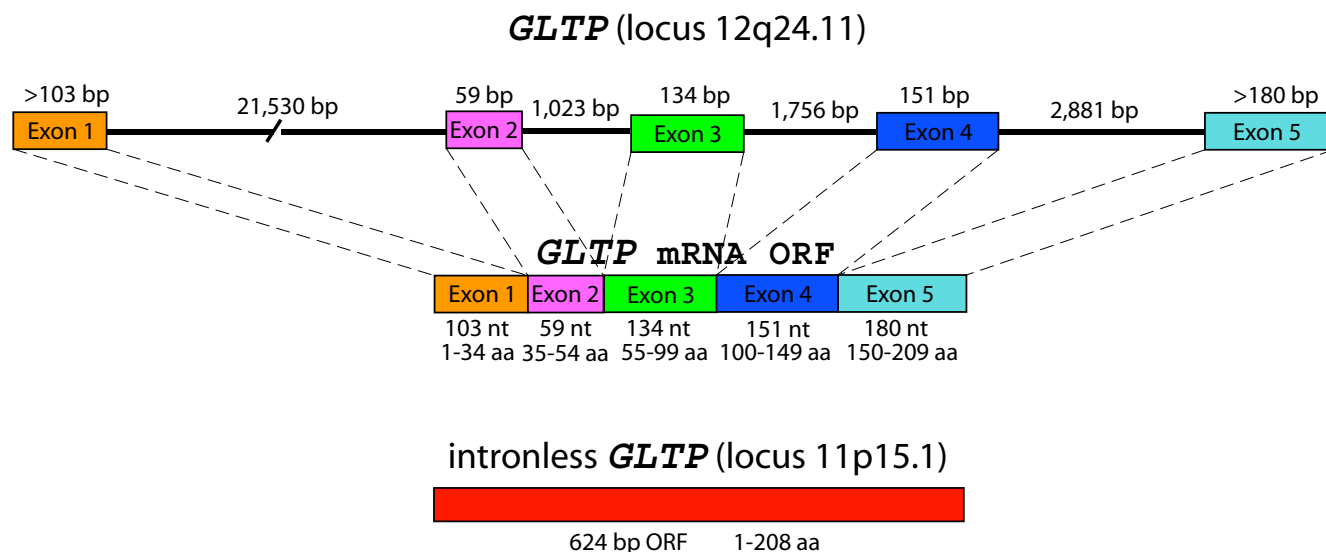 GLTP (locus 12q24.11)
>103 bp 21,530 bp 59 bp 1,023 bp 134 bp 1,756 bp 151 bp 2,881 bp >180 bp
Exon 1 Exon 2 Exon 3 Exon 4 Exon 5
GLTP mRNA ORF
Exon 1 Exon 2 Exon 3 Exon 4 Exon 5
103 nt 59 nt 134 nt 151 nt 180 nt
1-34 aa 35-54 aa 55-99 aa 100-149 aa 150-209 aa
intronless GLTP (locus 11p15.1)
624 bp ORF 1-208 aa